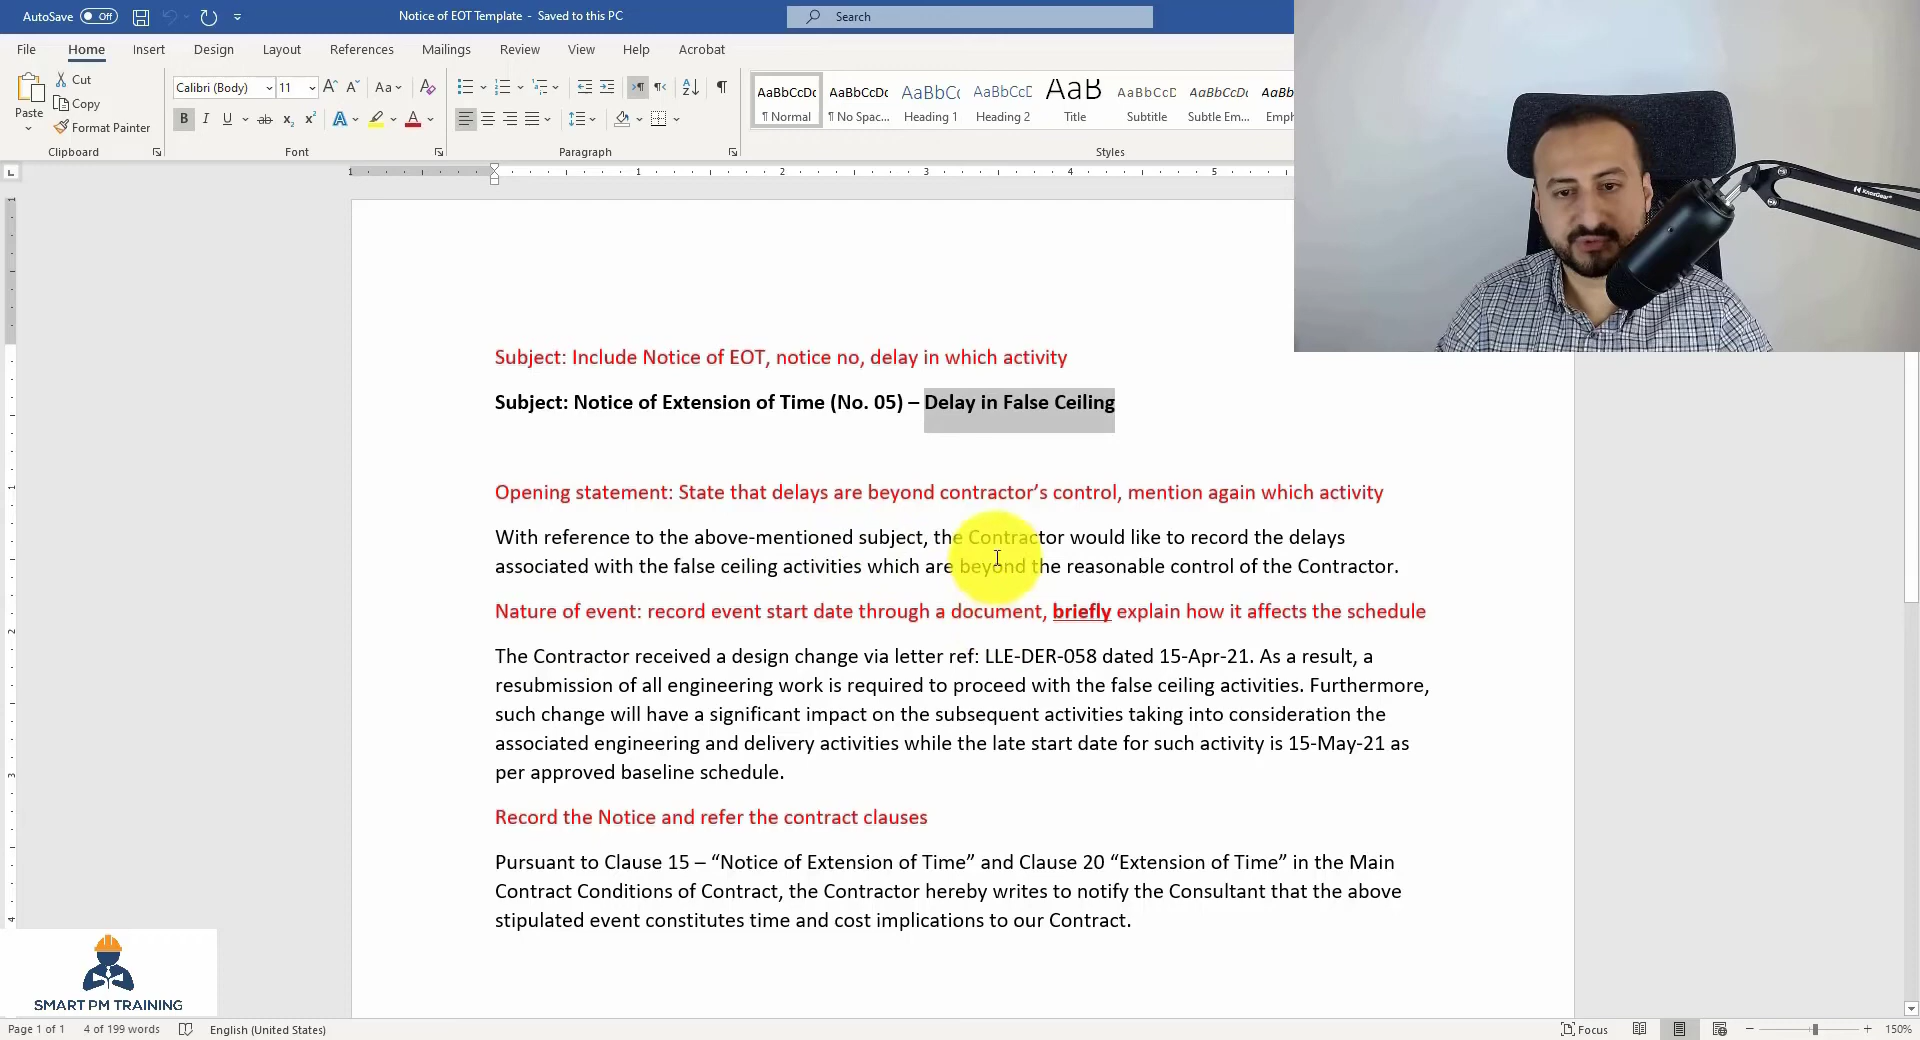 AutoSave Off Notice of EOT Template - Saved to this PC Search
File Home Insert Design Layout References Mailings Review View Help Acrobat
Paste Cut Copy Format Painter
Calibri (Body) 11
AaBbCcDc AaBbCcDc AaBbC AaBbCcD AaB AaBbCcD AaBbCcDc AaBb
¶ Normal ¶ No Spac... Heading 1 Heading 2 Title Subtitle Subtle Em... Emph
Clipboard Font Paragraph Styles
1 1 2 3 4 5
KnoxGear
Subject: Include Notice of EOT, notice no, delay in which activity
Subject: Notice of Extension of Time (No. 05) – Delay in False Ceiling
Opening statement: State that delays are beyond contractor’s control, mention again which activity
With reference to the above-mentioned subject, the Contractor would like to record the delays
associated with the false ceiling activities which are beyond the reasonable control of the Contractor.
Nature of event: record event start date through a document, briefly explain how it affects the schedule
The Contractor received a design change via letter ref: LLE-DER-058 dated 15-Apr-21. As a result, a
resubmission of all engineering work is required to proceed with the false ceiling activities. Furthermore,
such change will have a significant impact on the subsequent activities taking into consideration the
associated engineering and delivery activities while the late start date for such activity is 15-May-21 as
per approved baseline schedule.
Record the Notice and refer the contract clauses
Pursuant to Clause 15 – “Notice of Extension of Time” and Clause 20 “Extension of Time” in the Main
Contract Conditions of Contract, the Contractor hereby writes to notify the Consultant that the above
stipulated event constitutes time and cost implications to our Contract.
SMART PM TRAINING
Page 1 of 1 4 of 199 words English (United States) Focus 150%